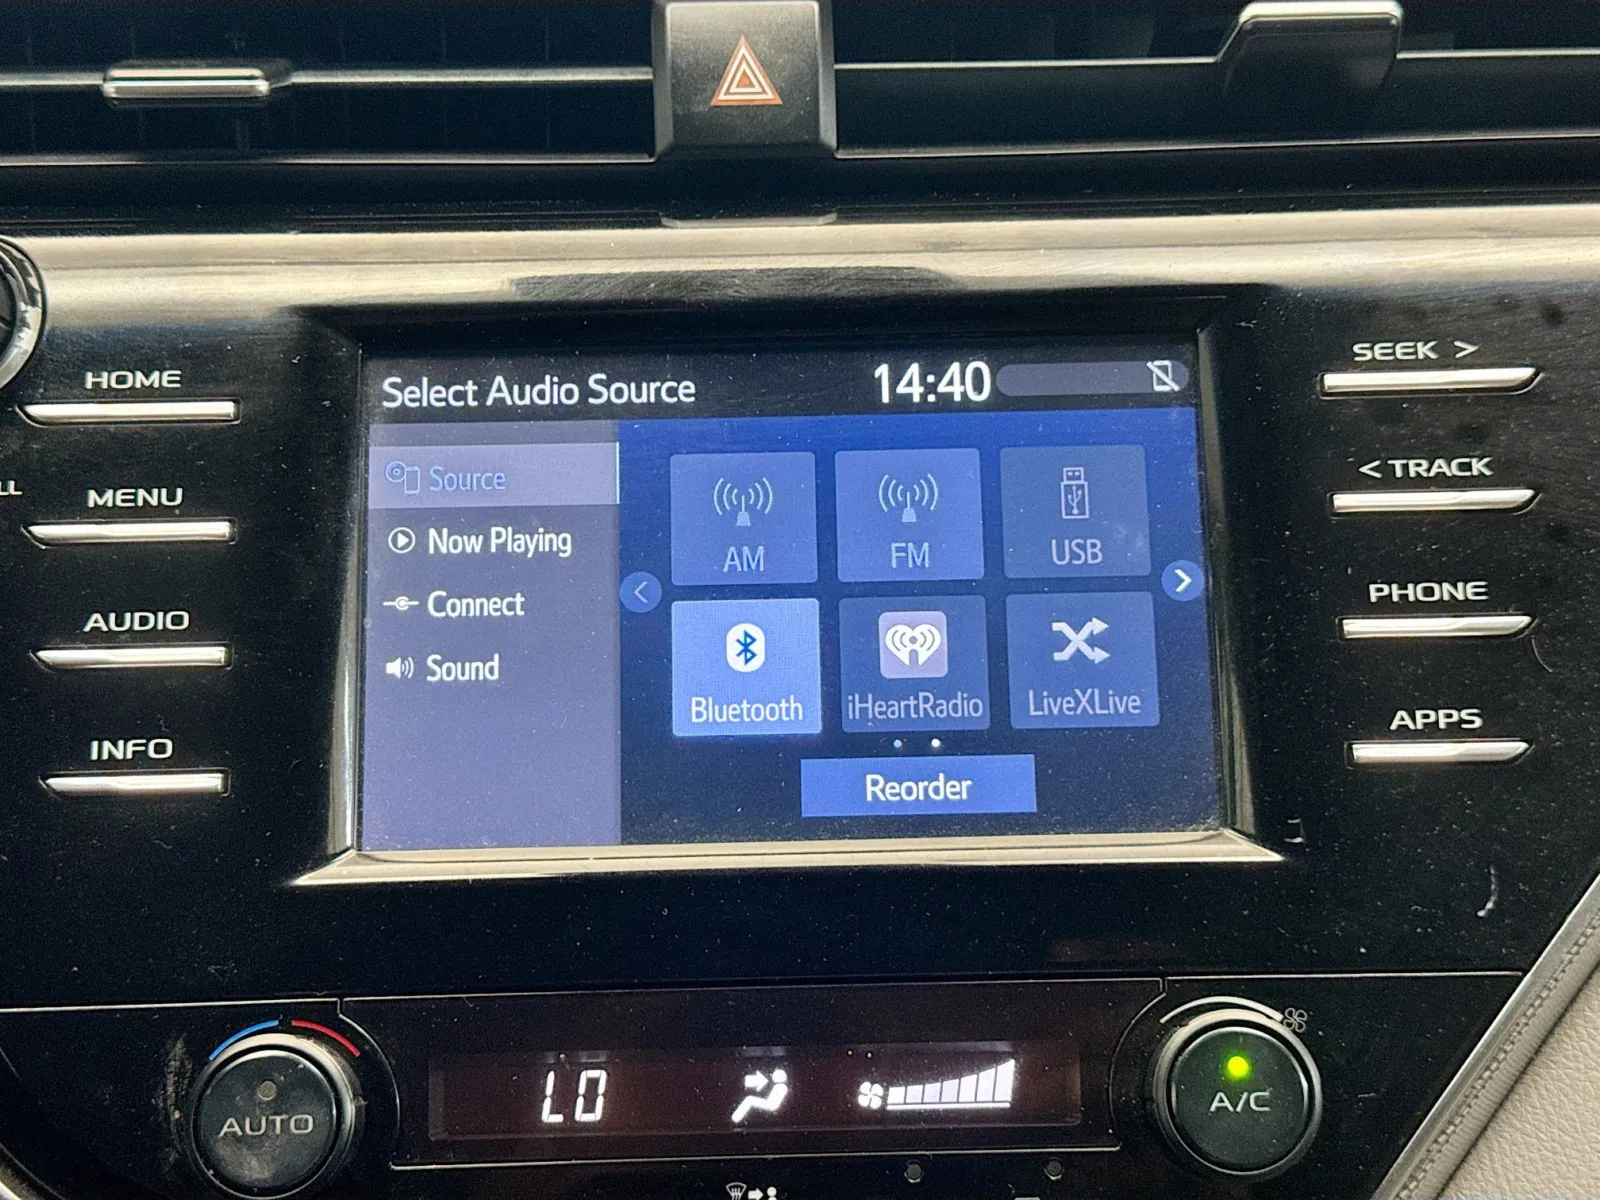 HOME
MENU
AUDIO
INFO
LL
Select Audio Source
14:40
Source
Now Playing
Connect
Sound
AM
FM
USB
Bluetooth
iHeartRadio
LiveXLive
Reorder
SEEK >
< TRACK
PHONE
APPS
AUTO
LO
A/C